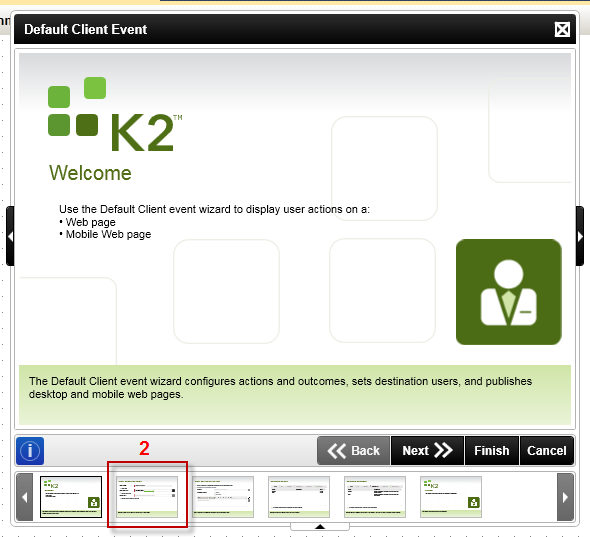 Default Client Event
K2™
Welcome
Use the Default Client event wizard to display user actions on a:
• Web page
• Mobile Web page
The Default Client event wizard configures actions and outcomes, sets destination users, and publishes
desktop and mobile web pages.
i
2
Back Next Finish Cancel
K2
K2